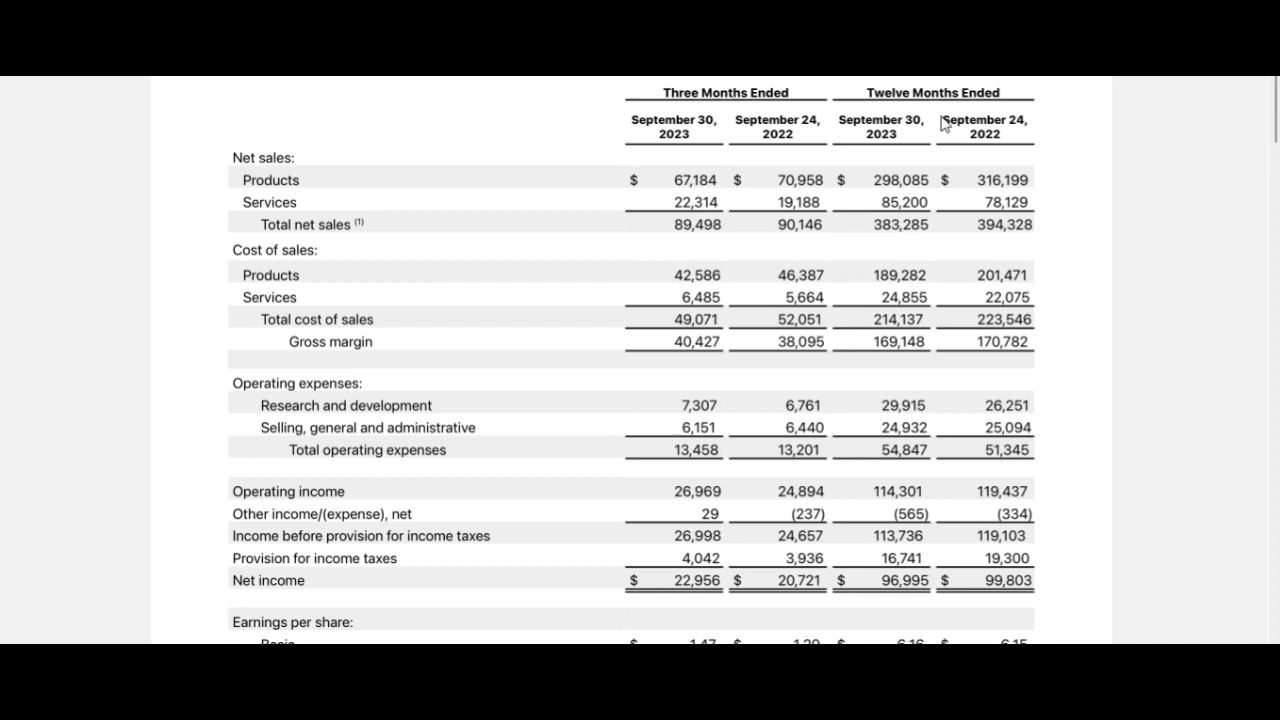 Three Months Ended Twelve Months Ended
September 30, September 24, September 30, September 24,
2023 2022 2023 2022
Net sales:
Products $ 67,184 $ 70,958 $ 298,085 $ 316,199
Services 22,314 19,188 85,200 78,129
Total net sales (1) 89,498 90,146 383,285 394,328
Cost of sales:
Products 42,586 46,387 189,282 201,471
Services 6,485 5,664 24,855 22,075
Total cost of sales 49,071 52,051 214,137 223,546
Gross margin 40,427 38,095 169,148 170,782
Operating expenses:
Research and development 7,307 6,761 29,915 26,251
Selling, general and administrative 6,151 6,440 24,932 25,094
Total operating expenses 13,458 13,201 54,847 51,345
Operating income 26,969 24,894 114,301 119,437
Other income/(expense), net 29 (237) (565) (334)
Income before provision for income taxes 26,998 24,657 113,736 119,103
Provision for income taxes 4,042 3,936 16,741 19,300
Net income $ 22,956 $ 20,721 $ 96,995 $ 99,803
Earnings per share: